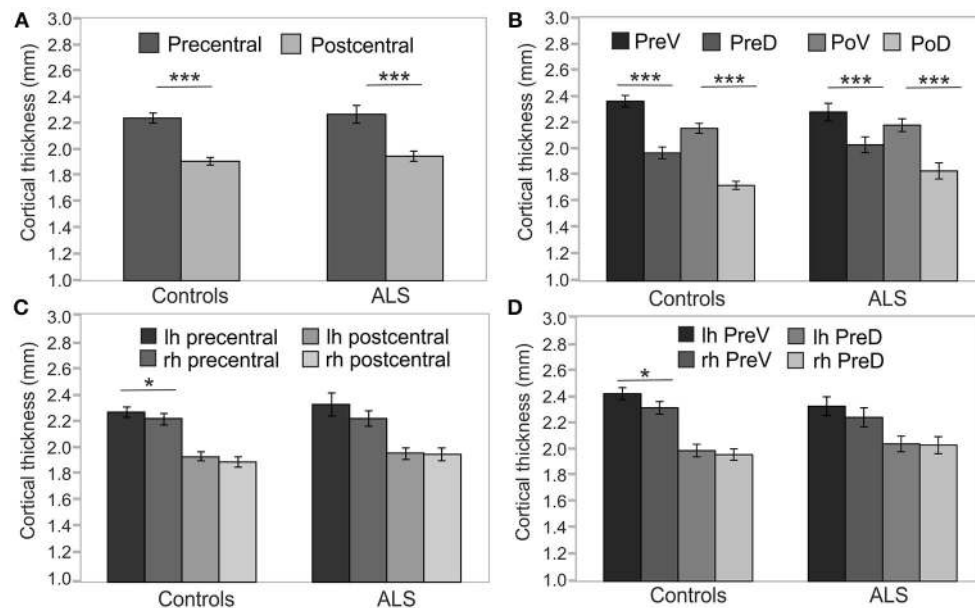 A
Cortical thickness (mm)
3.0
2.8
2.6
2.4
2.2
2.0
1.8
1.6
1.4
1.2
1.0
Precentral Postcentral
*** ***
Controls ALS
B
Cortical thickness (mm)
3.0
2.8
2.6
2.4
2.2
2.0
1.8
1.6
1.4
1.2
1.0
PreV PreD PoV PoD
*** *** *** ***
Controls ALS
C
Cortical thickness (mm)
3.0
2.8
2.6
2.4
2.2
2.0
1.8
1.6
1.4
1.2
1.0
lh precentral lh postcentral
rh precentral rh postcentral
*
Controls ALS
D
Cortical thickness (mm)
3.0
2.8
2.6
2.4
2.2
2.0
1.8
1.6
1.4
1.2
1.0
lh PreV lh PreD
rh PreV rh PreD
*
Controls ALS